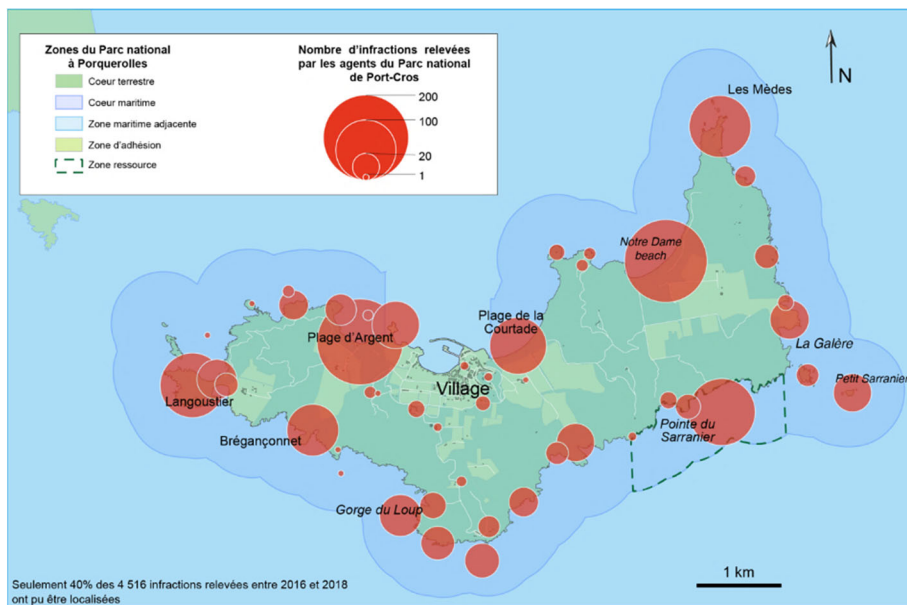 Zones du Parc national
à Porquerolles
Coeur terrestre
Coeur maritime
Zone maritime adjacente
Zone d'adhésion
Zone ressource
Nombre d'infractions relevées
par les agents du Parc national
de Port-Cros
200
100
20
1
N
Les Mèdes
Notre Dame
beach
Plage de la
Courtade
Plage d'Argent
La Galère
Petit Sarranier
Langoustier
Village
Pointe du
Sarranier
Brégançonnet
Gorge du Loup
Seulement 40% des 4 516 infractions relevées entre 2016 et 2018
ont pu être localisées
1 km